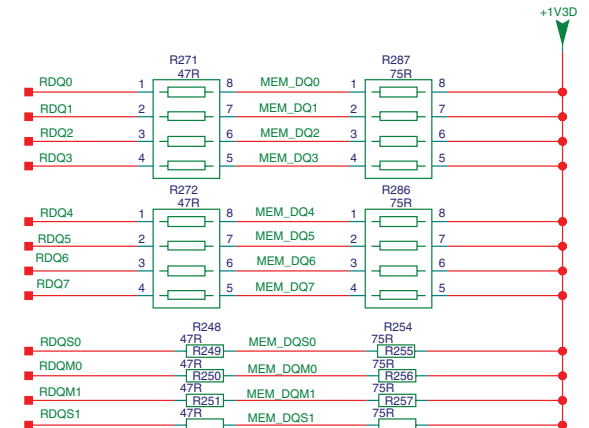 +1V3D
R271 R287
47R 75R
RDQ0 1 8 MEM_DQ0 1 8
RDQ1 2 7 MEM_DQ1 2 7
RDQ2 3 6 MEM_DQ2 3 6
RDQ3 4 5 MEM_DQ3 4 5
R272 R286
47R 75R
RDQ4 1 8 MEM_DQ4 1 8
RDQ5 2 7 MEM_DQ5 2 7
RDQ6 3 6 MEM_DQ6 3 6
RDQ7 4 5 MEM_DQ7 4 5
R248 R254
RDQS0 47R MEM_DQS0 75R
R249 R255
RDQM0 47R MEM_DQM0 75R
R250 R256
RDQM1 47R MEM_DQM1 75R
R251 R257
RDQS1 47R MEM_DQS1 75R